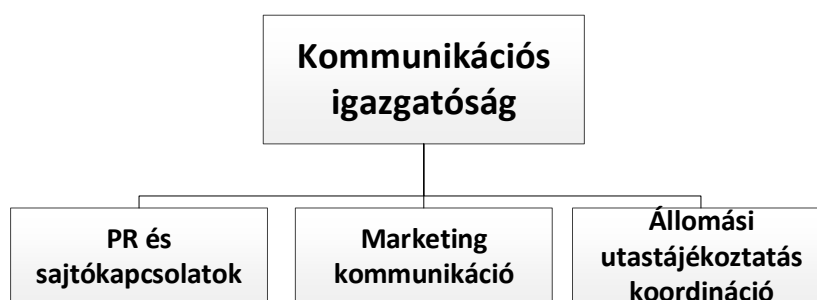 Kommunikációs
igazgatóság
PR és
sajtókapcsolatok
Marketing
kommunikáció
Állomási
utastájékoztatás
koordináció